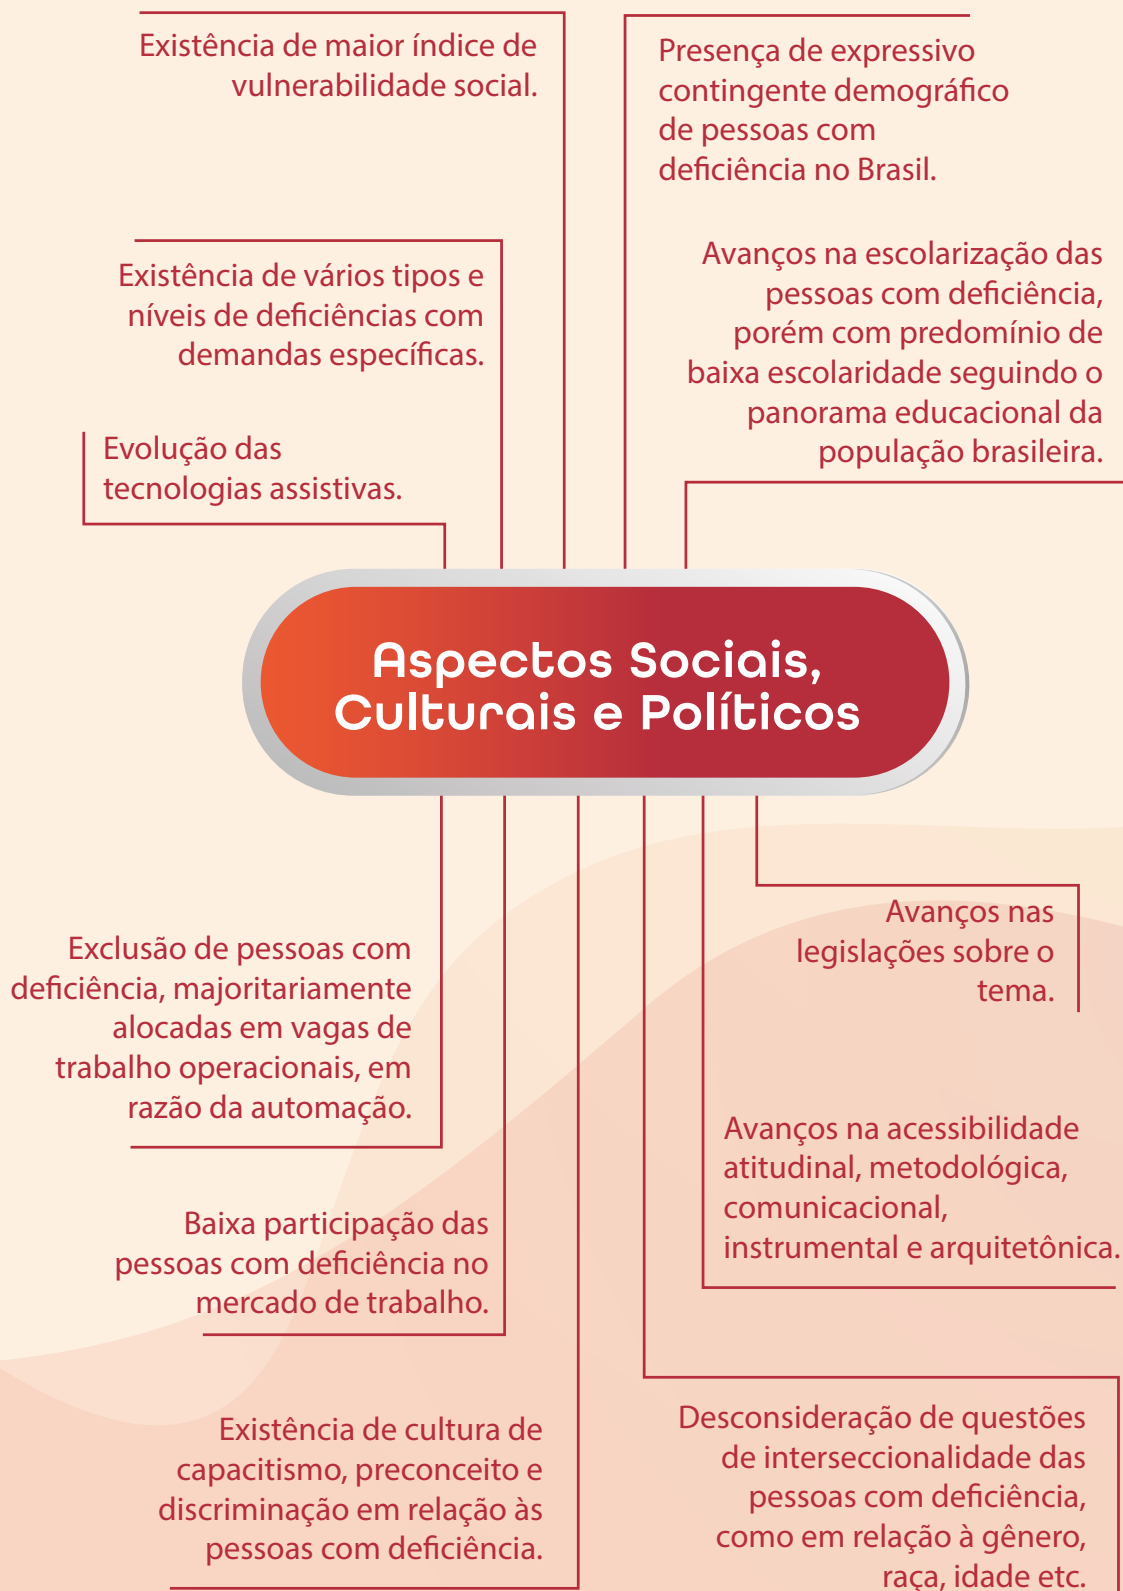 Existência de maior índice de
vulnerabilidade social.
Presença de expressivo
contingente demográfico
de pessoas com
deficiência no Brasil.
Existência de vários tipos e
níveis de deficiências com
demandas específicas.
Avanços na escolarização das
pessoas com deficiência,
porém com predomínio de
baixa escolaridade seguindo o
panorama educacional da
população brasileira.
Evolução das
tecnologias assistivas.
Aspectos Sociais,
Culturais e Políticos
Avanços nas
legislações sobre o
tema.
Exclusão de pessoas com
deficiência, majoritariamente
alocadas em vagas de
trabalho operacionais, em
razão da automação.
Avanços na acessibilidade
atitudinal, metodológica,
comunicacional,
instrumental e arquitetônica.
Baixa participação das
pessoas com deficiência no
mercado de trabalho.
Existência de cultura de
capacitismo, preconceito e
discriminação em relação às
pessoas com deficiência.
Desconsideração de questões
de interseccionalidade das
pessoas com deficiência,
como em relação à gênero,
raça, idade etc.